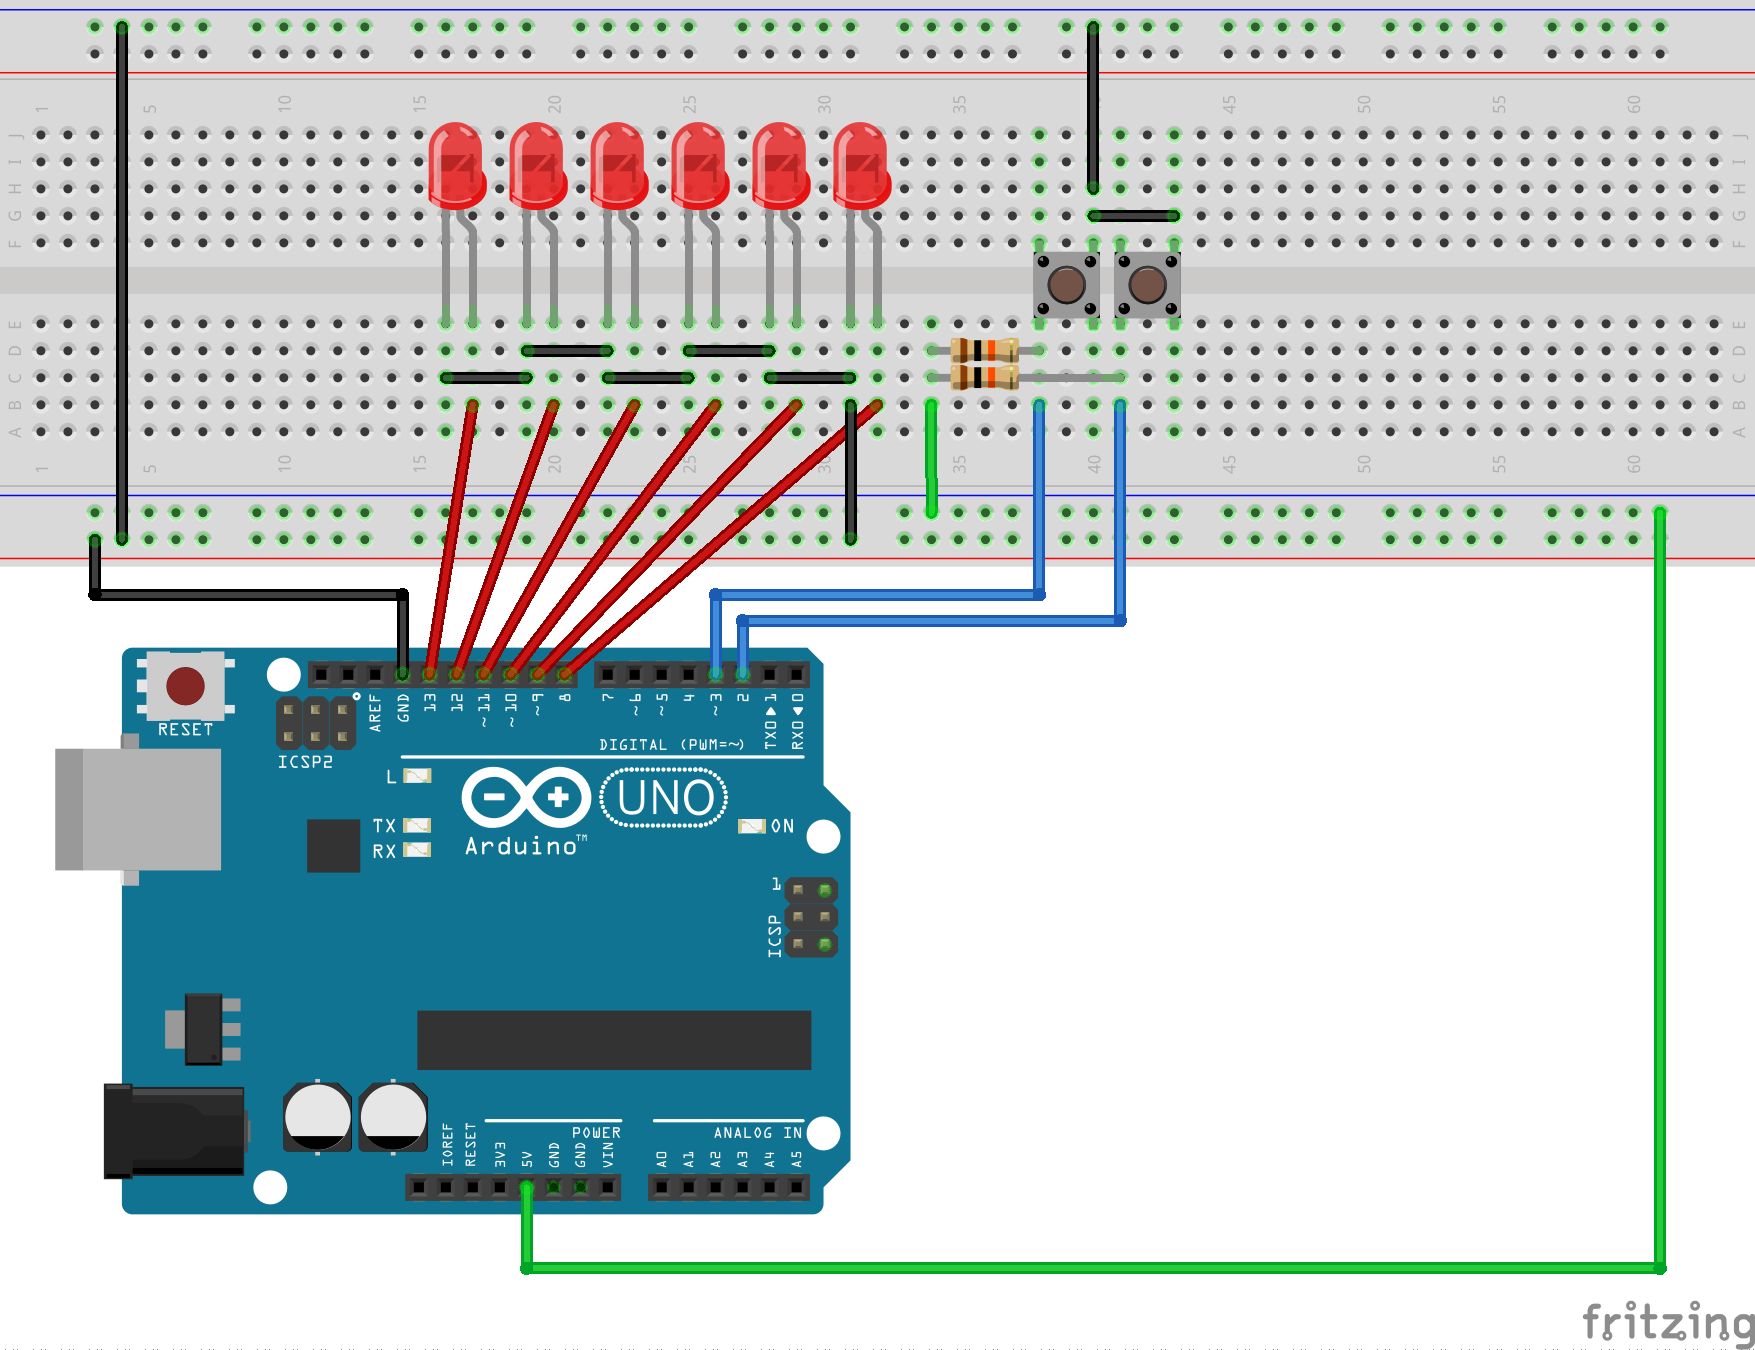 1 5 10 15 20 25 30 35 45 50 55 60
J J
I I
H H
G G
F F
E E
D D
C C
B B
A A
1 5 10 15 20 25 30 35 40 45 50 55 60
RESET
ICSP2
AREF
GND
13
12
~11
~10
~9
8
7
~6
~5
4
~3
2
TX0▶1
RX0◀0
DIGITAL (PWM=~)
L
TX
RX
Arduino™
UNO
ON
1
ICSP
IOREF
RESET
3V3
5V
GND
GND
VIN
POWER
ANALOG IN
A0
A1
A2
A3
A4
A5
fritzing